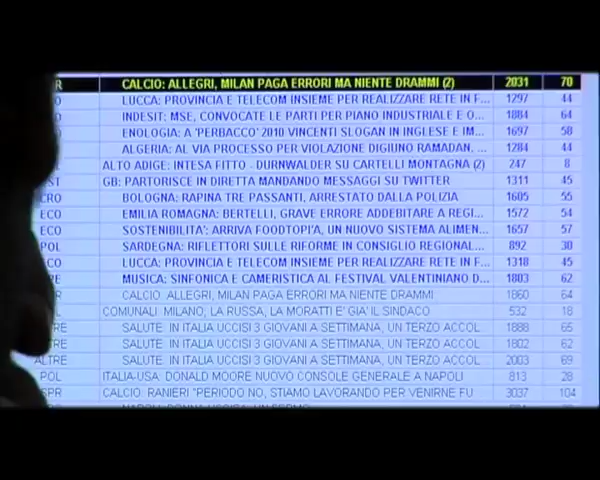 R CALCIO: ALLEGRI, MILAN PAGA ERRORI MA NIENTE DRAMMI (2) 2031 70
O LUCCA: PROVINCIA E TELECOM INSIEME PER REALIZZARE RETE IN F... 1297 44
O INDESIT: MSE, CONVOCATE LE PARTI PER PIANO INDUSTRIALE E O... 1884 64
ENOLOGIA: A 'PERBACCO' 2010 VINCENTI SLOGAN IN INGLESE E IM... 1697 58
ALGERIA: AL VIA PROCESSO PER VIOLAZIONE DIGIUNO RAMADAN, ... 1284 44
ALTO ADIGE: INTESA FITTO - DURNWALDER SU CARTELLI MONTAGNA (2) 247 8
ST GB: PARTORISCE IN DIRETTA MANDANDO MESSAGGI SU TWITTER 1311 45
CRO BOLOGNA: RAPINA TRE PASSANTI, ARRESTATO DALLA POLIZIA 1605 55
ECO EMILIA ROMAGNA: BERTELLI, GRAVE ERRORE ADDEBITARE A REGI... 1572 54
ECO SOSTENIBILITA': ARRIVA FOODTOPI'A, UN NUOVO SISTEMA ALIMEN... 1657 57
POL SARDEGNA: RIFLETTORI SULLE RIFORME IN CONSIGLIO REGIONAL... 892 30
ECO LUCCA: PROVINCIA E TELECOM INSIEME PER REALIZZARE RETE IN F... 1318 45
RE MUSICA: SINFONICA E CAMERISTICA AL FESTIVAL VALENTINIANO D... 1803 62
R CALCIO: ALLEGRI, MILAN PAGA ERRORI MA NIENTE DRAMMI 1860 64
POL COMUNALI MILANO; LA RUSSA, LA MORATTI E' GIA' IL SINDACO 532 18
TRE SALUTE: IN ITALIA UCCISI 3 GIOVANI A SETTIMANA, UN TERZO ACCOL 1888 65
TRE SALUTE: IN ITALIA UCCISI 3 GIOVANI A SETTIMANA, UN TERZO ACCOL 1802 62
ALTRE SALUTE: IN ITALIA UCCISI 3 GIOVANI A SETTIMANA, UN TERZO ACCOL 2003 69
POL ITALIA-USA: DONALD MOORE NUOVO CONSOLE GENERALE A NAPOLI 813 28
SPR CALCIO: RANIERI "PERIODO NO, STIAMO LAVORANDO PER VENIRNE FU 3037 104